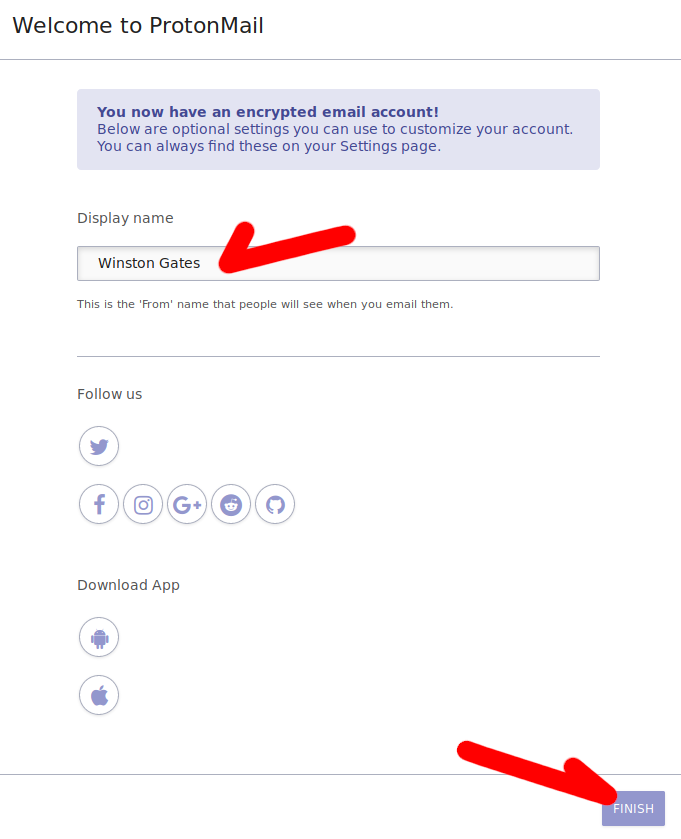 Welcome to ProtonMail
You now have an encrypted email account!
Below are optional settings you can use to customize your account.
You can always find these on your Settings page.
Display name
Winston Gates
This is the 'From' name that people will see when you email them.
Follow us
Download App
FINISH